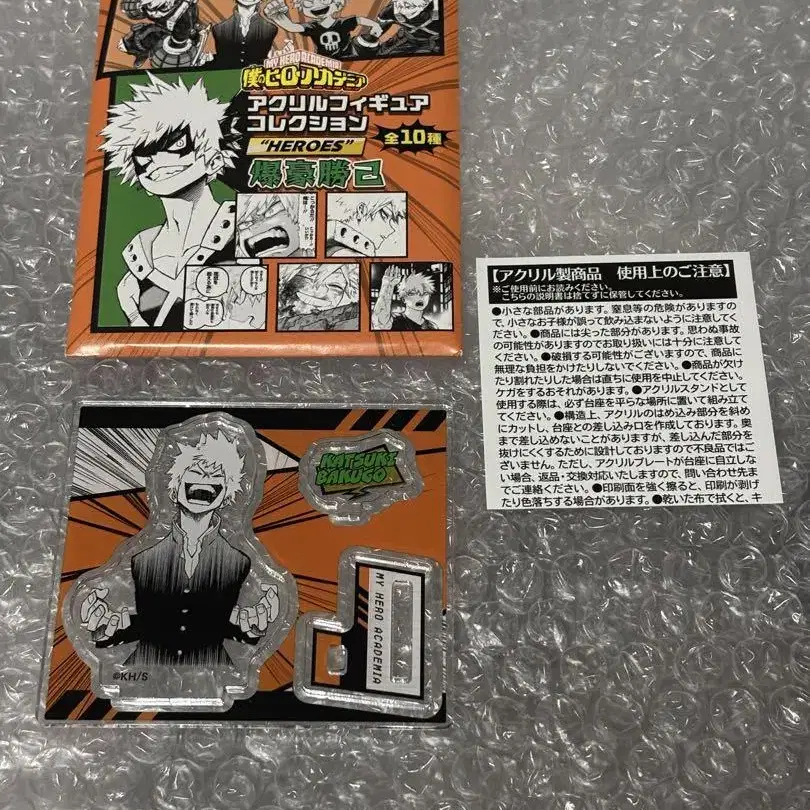 MY HERO ACADEMIA
僕のヒーローアカデミア
アクリルフィギュア
コレクション
"HEROES"
全10種
爆豪勝己
KATSUKI
BAKUGO
MY HERO ACADEMIA
©KH/S
【アクリル製商品 使用上のご注意】
※ご使用前にお読みください。
こちらの説明書は捨てずに保管してください。
●小さな部品があります。窒息等の危険がありますの
で、小さなお子様が誤って飲み込まないように注意してく
ださい。●商品には尖った部分があります。思わぬ事故
の可能性がありますのでお取り扱いには十分に注意して
ください。●破損する可能性がございますので、商品に
無理な負担をかけたりしないでください。●商品が欠け
たり割れたりした場合は直ちに使用を中止してください。
ケガをするおそれがあります。●アクリルスタンドとして
使用する際は、必ず台座を平らな場所に置いて組み立
ててください。●構造上、アクリルのはめ込み部分を斜め
にカットし、台座との差し込み口を作成しております。奥
まで差し込めないことがありますが、差し込んだ部分を
抜けにくくするために設計しておりますので不良品ではご
ざいません。ただし、アクリルプレートが台座に自立しな
い場合、返品・交換対応いたしますので、問い合わせ先ま
でご連絡ください。●印刷面を強く擦ると、印刷が剥げ
たり色落ちする場合があります。●乾いた布で拭くと、キ